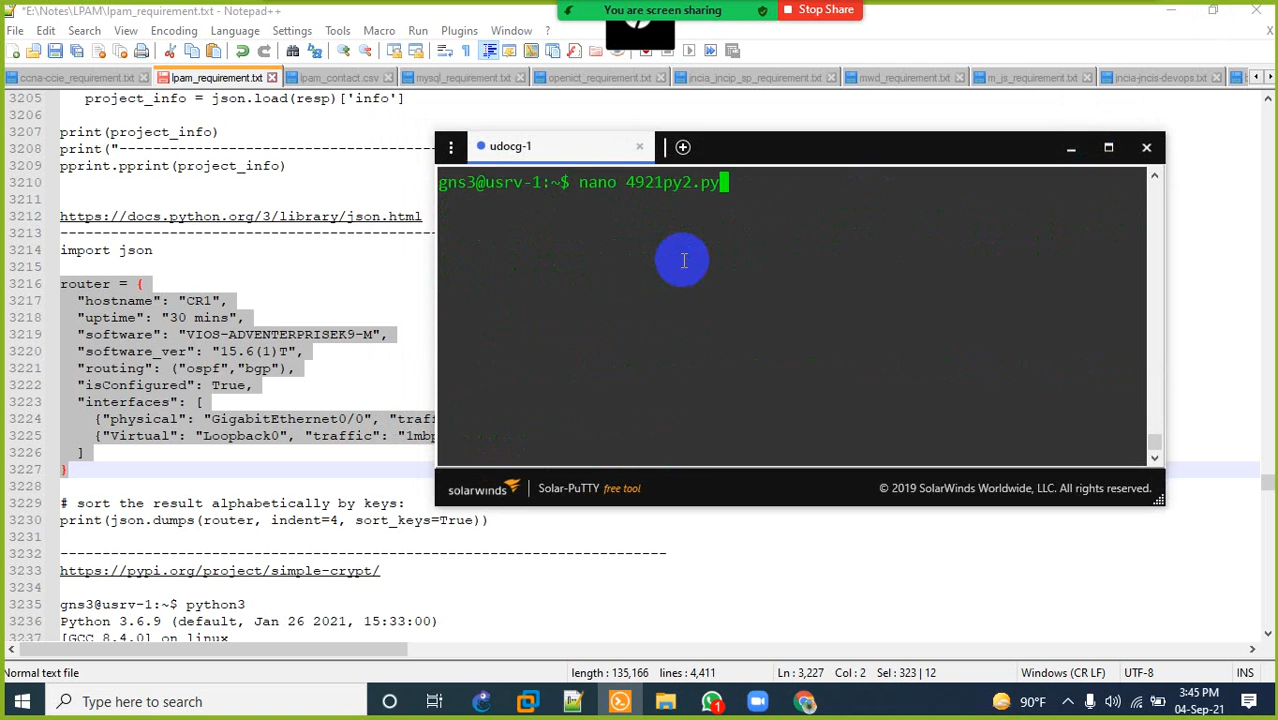 *E:\Notes\LPAM\lpam_requirement.txt - Notepad++
You are screen sharing
Stop Share
File Edit Search View Encoding Language Settings Tools Macro Run Plugins Window ?
X
ccna-ccie_requirement.txt lpam_requirement.txt ipam_contact.csv mysql_requirement.txt openict_requirement.txt jncia_jncip_sp_requirement.txt mwd_requirement.txt m_js_requirement.txt jncia-jncis-devops.txt
3205 project_info = json.load(resp)['info']
3206
3207 print(project_info)
3208 print("---------------------------------
3209 pprint.pprint(project_info)
3210
3211
3212 https://docs.python.org/3/library/json.html
3213 --------------------------------------------
3214 import json
3215
3216 router = {
3217 "hostname": "CR1",
3218 "uptime": "30 mins",
3219 "software": "VIOS-ADVENTERPRISEK9-M",
3220 "software_ver": "15.6(1)T",
3221 "routing": ("ospf","bgp"),
3222 "isConfigured": True,
3223 "interfaces": [
3224 {"physical": "GigabitEthernet0/0", "traff
3225 {"Virtual": "Loopback0", "traffic": "1mbp
3226 ]
3227 }
3228
3229 # sort the result alphabetically by keys:
3230 print(json.dumps(router, indent=4, sort_keys=True))
3231
3232 ------------------------------------------------------------------------
3233 https://pypi.org/project/simple-crypt/
3234
3235 gns3@usrv-1:~$ python3
3236 Python 3.6.9 (default, Jan 26 2021, 15:33:00)
3237 [GCC 8.4.0] on linux
udocg-1
gns3@usrv-1:~$ nano 4921py2.py
solarwinds Solar-PuTTY free tool © 2019 SolarWinds Worldwide, LLC. All rights reserved.
Normal text file length : 135,166 lines : 4,411 Ln : 3,227 Col : 2 Sel : 323 | 12 Windows (CR LF) UTF-8 INS
Type here to search
1
90°F
3:45 PM
04-Sep-21